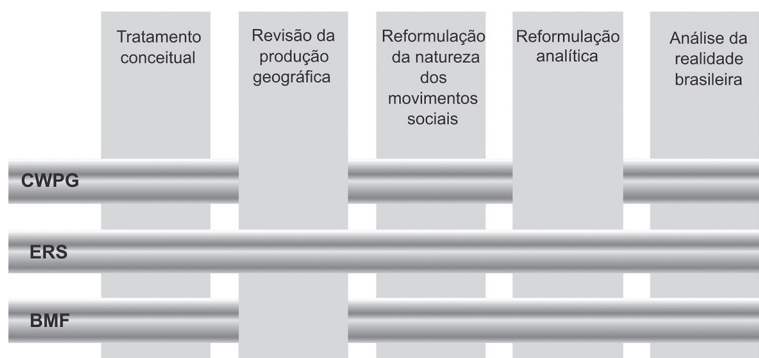 Tratamento
conceitual
Revisão da
produção
geográfica
Reformulação
da natureza
dos
movimentos
sociais
Reformulação
analítica
Análise da
realidade
brasileira
CWPG
ERS
BMF